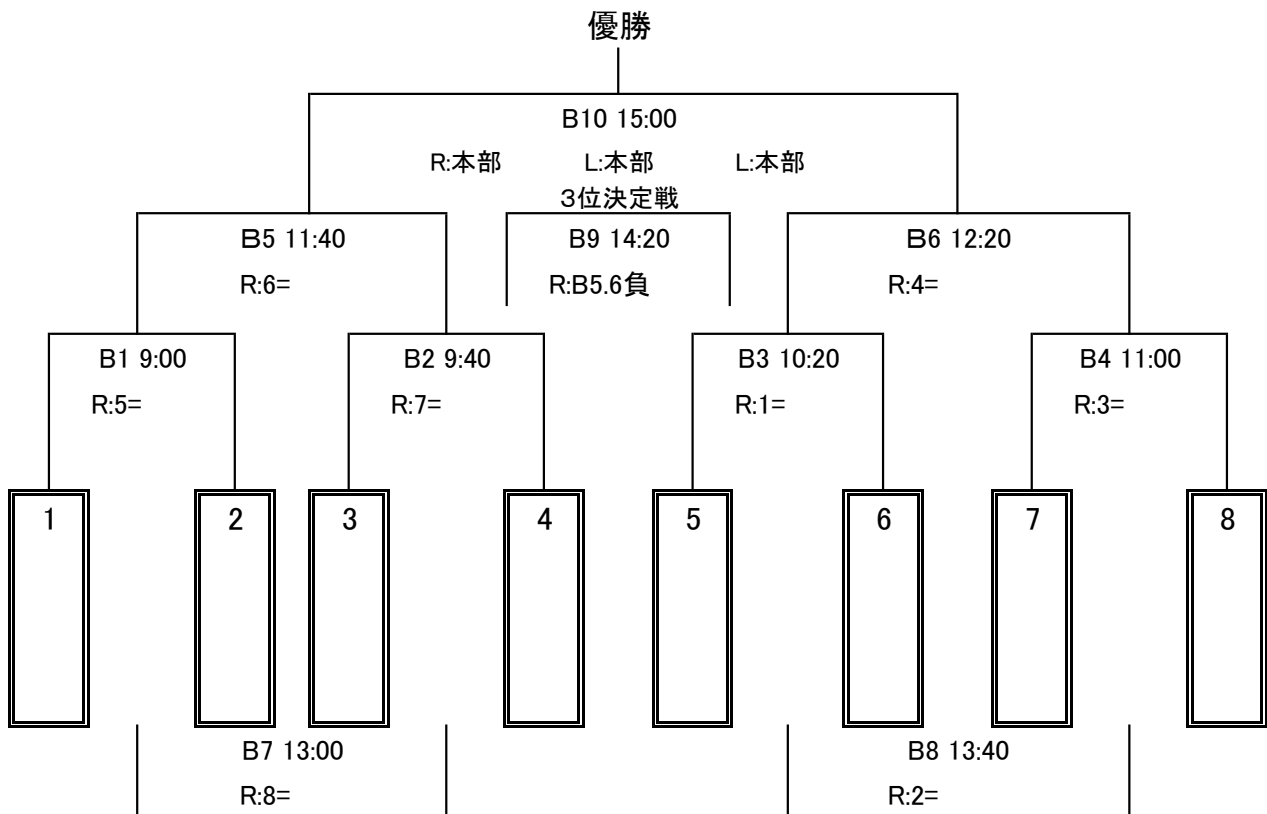 優勝
B10 15:00
R:本部 L:本部 L:本部
3位決定戦
B5 11:40 B9 14:20 B6 12:20
R:6= R:B5.6負 R:4=
B1 9:00 B2 9:40 B3 10:20 B4 11:00
R:5= R:7= R:1= R:3=
1 2 3 4 5 6 7 8
B7 13:00 B8 13:40
R:8= R:2=